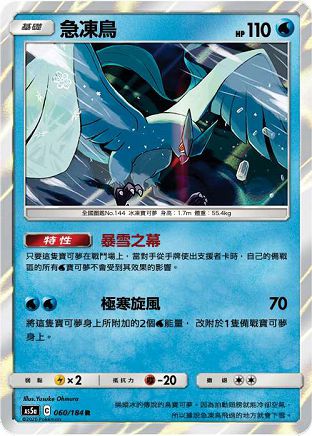 基礎 急凍鳥 HP 110
全國圖鑑No.144 冰凍寶可夢 身高：1.7m 體重：55.4kg
特性 暴雪之幕
只要這隻寶可夢在戰鬥場上，當對手從手牌使出支援者卡時，自己的備戰
區的所有寶可夢不會受到其效果的影響。
極寒旋風 70
將這隻寶可夢身上所附加的2個能量，改附於1隻備戰寶可夢身上。
弱點 ×2 抵抗力 -20 撤退
illus.Yusuke Ohmura
AS5a C 060/184 R
©2020 Pokémon